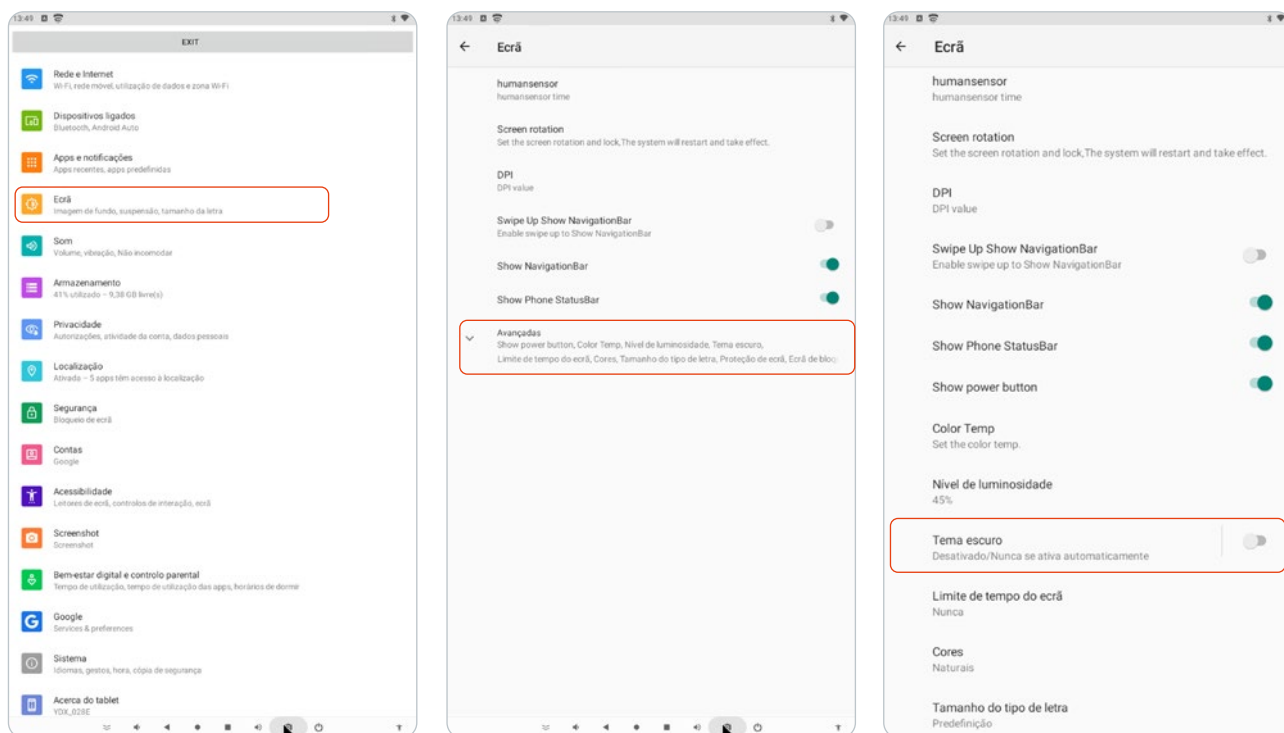 13:49
EXIT
Rede e Internet
Wi-Fi, rede móvel, utilização de dados e zona Wi-Fi
Dispositivos ligados
Bluetooth, Android Auto
Apps e notificações
Apps recentes, apps predefinidas
Ecrã
Imagem de fundo, suspensão, tamanho da letra
Som
Volume, vibração, Não incomodar
Armazenamento
41% utilizado – 9,38 GB livre(s)
Privacidade
Autorizações, atividade da conta, dados pessoais
Localização
Ativada – 5 apps têm acesso à localização
Segurança
Bloqueio de ecrã
Contas
Google
Acessibilidade
Leitores de ecrã, controlos de interação, ecrã
Screenshot
Screenshot
Bem-estar digital e controlo parental
Tempo de utilização, tempo de utilização das apps, horários de dormir
Google
Services & preferences
Sistema
Idiomas, gestos, hora, cópia de segurança
Acerca do tablet
YDX_028E
13:49
Ecrã
humansensor
humansensor time
Screen rotation
Set the screen rotation and lock,The system will restart and take effect.
DPI
DPI value
Swipe Up Show NavigationBar
Enable swipe up to Show NavigationBar
Show NavigationBar
Show Phone StatusBar
Avançadas
Show power button, Color Temp, Nível de luminosidade, Tema escuro,
Limite de tempo do ecrã, Cores, Tamanho do tipo de letra, Proteção de ecrã, Ecrã de bloq
13:49
Ecrã
humansensor
humansensor time
Screen rotation
Set the screen rotation and lock,The system will restart and take effect.
DPI
DPI value
Swipe Up Show NavigationBar
Enable swipe up to Show NavigationBar
Show NavigationBar
Show Phone StatusBar
Show power button
Color Temp
Set the color temp.
Nível de luminosidade
45%
Tema escuro
Desativado/Nunca se ativa automaticamente
Limite de tempo do ecrã
Nunca
Cores
Naturais
Tamanho do tipo de letra
Predefinição